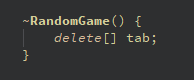 ~RandomGame() {
    delete[] tab;
}